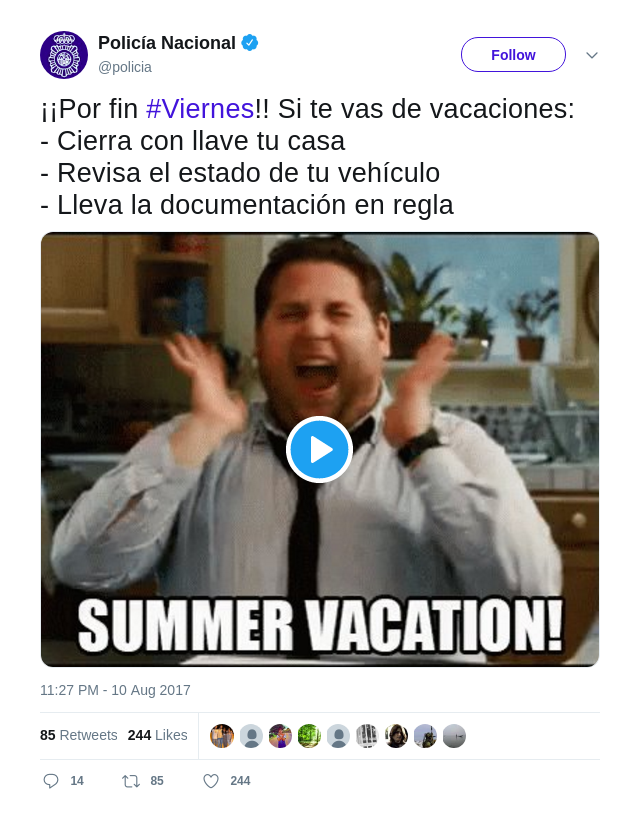 Policía Nacional
@policia
Follow
¡¡Por fin #Viernes!! Si te vas de vacaciones:
- Cierra con llave tu casa
- Revisa el estado de tu vehículo
- Lleva la documentación en regla
SUMMER VACATION!
11:27 PM - 10 Aug 2017
85 Retweets 244 Likes
14 85 244